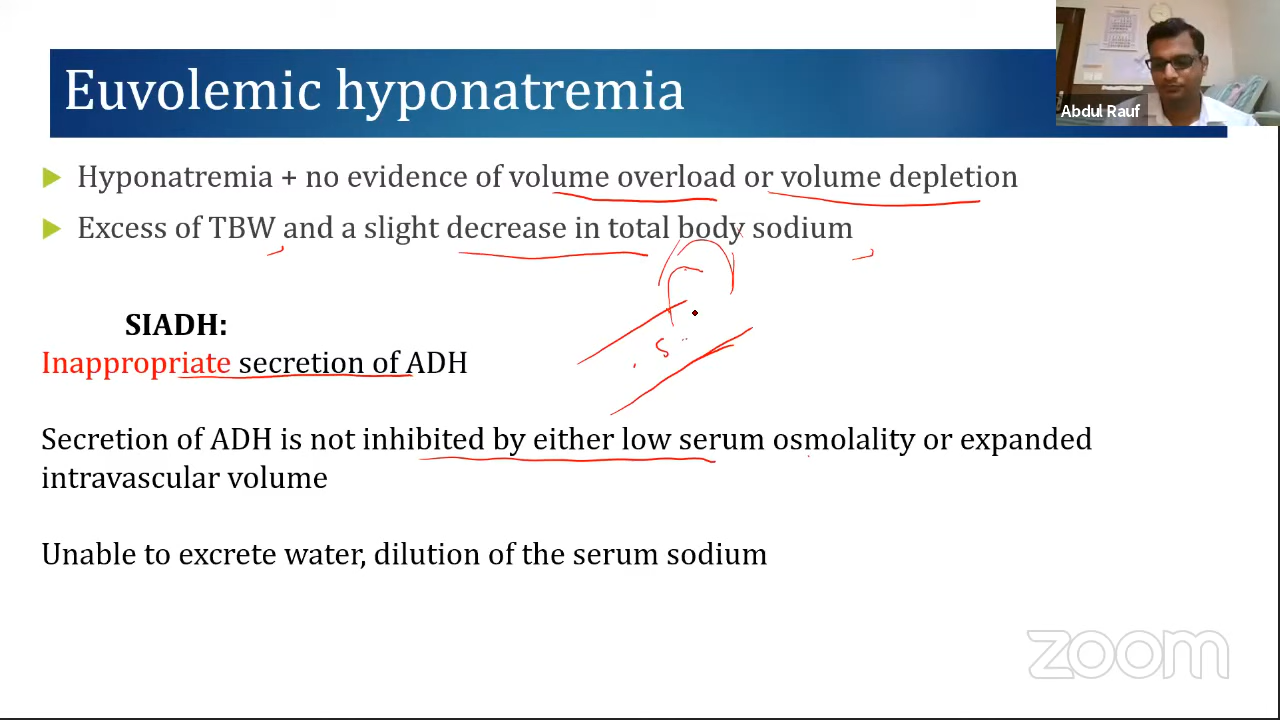 Euvolemic hyponatremia
Abdul Rauf
Hyponatremia + no evidence of volume overload or volume depletion
Excess of TBW and a slight decrease in total body sodium
SIADH:
Inappropriate secretion of ADH
Secretion of ADH is not inhibited by either low serum osmolality or expanded
intravascular volume
Unable to excrete water, dilution of the serum sodium
zoom